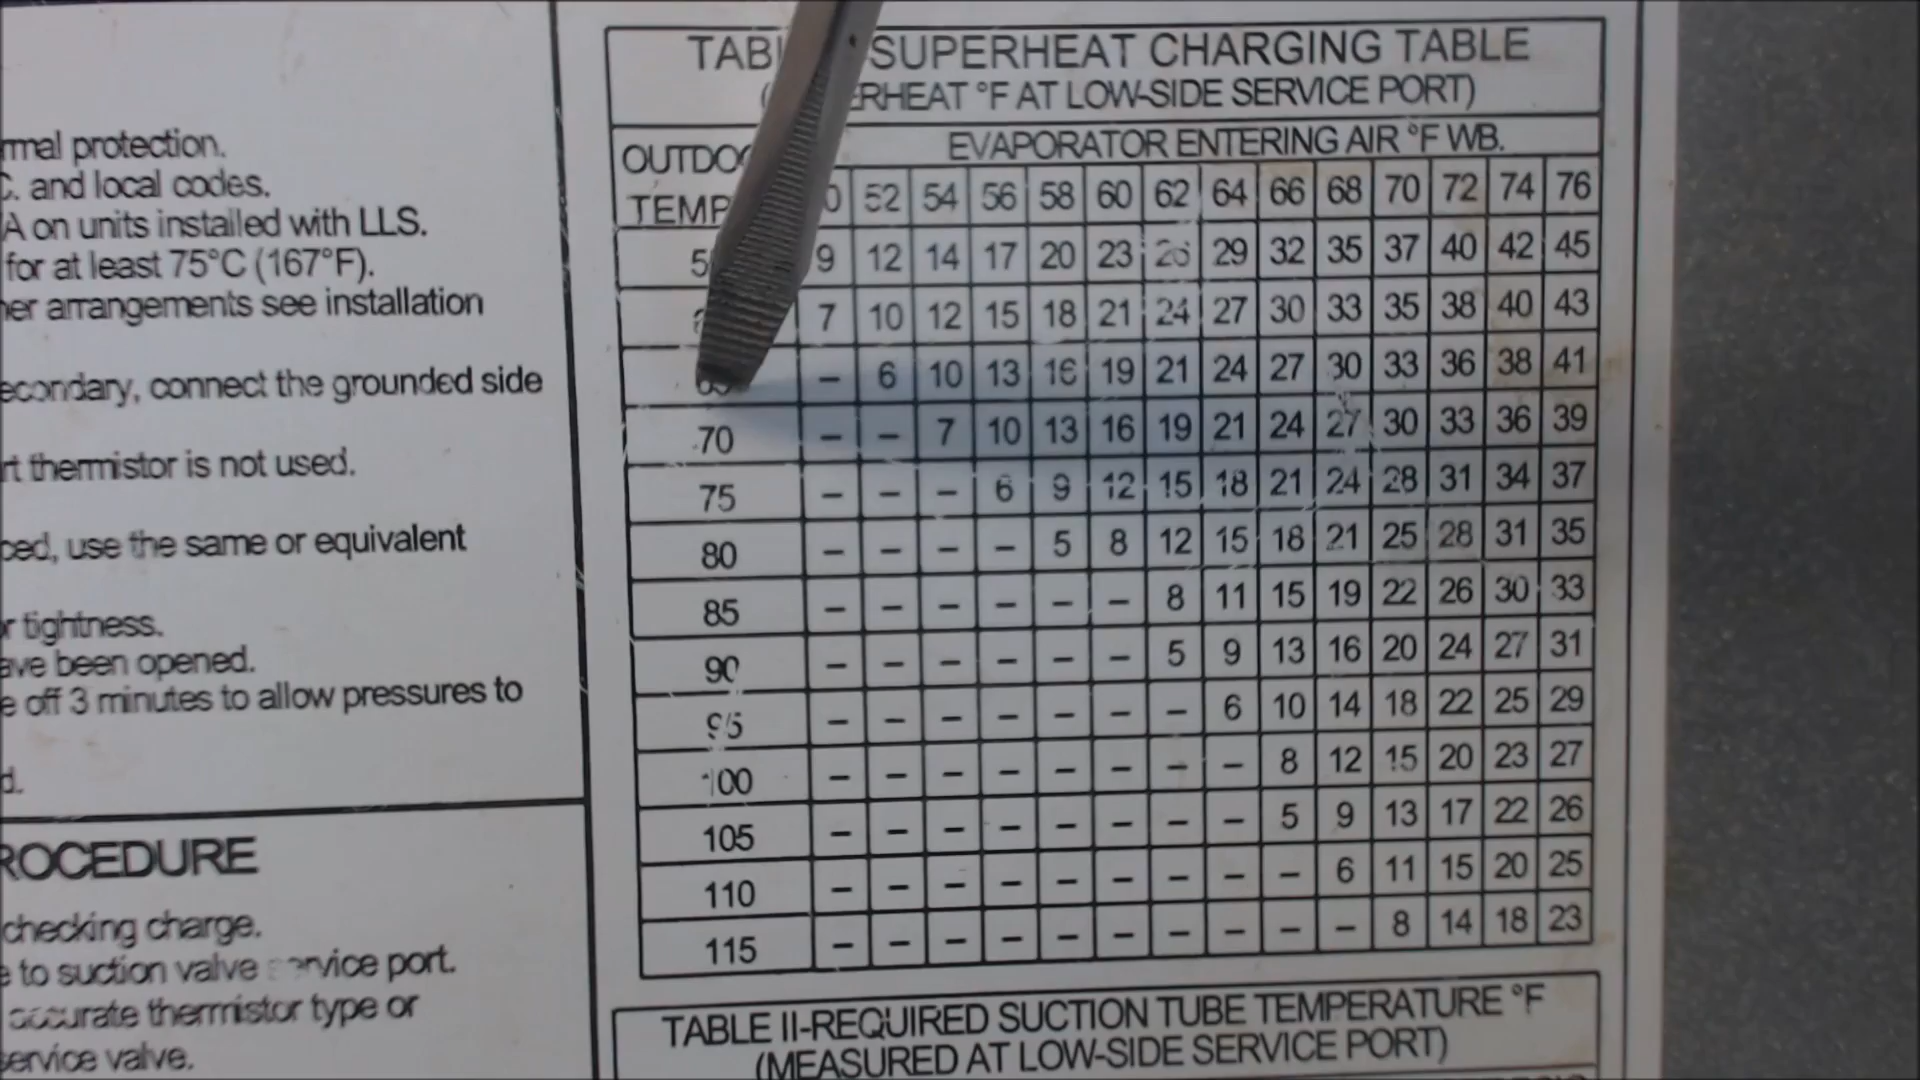 rmal protection.
C. and local codes.
A on units installed with LLS.
for at least 75°C (167°F).
her arrangements see installation
econdary, connect the grounded side
rt thermistor is not used.
ced, use the same or equivalent
r tightness.
ave been opened.
e off 3 minutes to allow pressures to
d.
ROCEDURE
checking charge.
e to suction valve service port.
accurate thermistor type or
service valve.
TAB SUPERHEAT CHARGING TABLE
ERHEAT °F AT LOW-SIDE SERVICE PORT)
OUTDO EVAPORATOR ENTERING AIR °F WB.
TEMP 0 52 54 56 58 60 62 64 66 68 70 72 74 76
5 9 12 14 17 20 23 26 29 32 35 37 40 42 45
7 10 12 15 18 21 24 27 30 33 35 38 40 43
65 – 6 10 13 16 19 21 24 27 30 33 36 38 41
70 – – 7 10 13 16 19 21 24 27 30 33 36 39
75 – – – 6 9 12 15 18 21 24 28 31 34 37
80 – – – – 5 8 12 15 18 21 25 28 31 35
85 – – – – – – 8 11 15 19 22 26 30 33
90 – – – – – – 5 9 13 16 20 24 27 31
95 – – – – – – – 6 10 14 18 22 25 29
100 – – – – – – – – 8 12 15 20 23 27
105 – – – – – – – – 5 9 13 17 22 26
110 – – – – – – – – – 6 11 15 20 25
115 – – – – – – – – – – 8 14 18 23
TABLE II-REQUIRED SUCTION TUBE TEMPERATURE °F
(MEASURED AT LOW-SIDE SERVICE PORT)